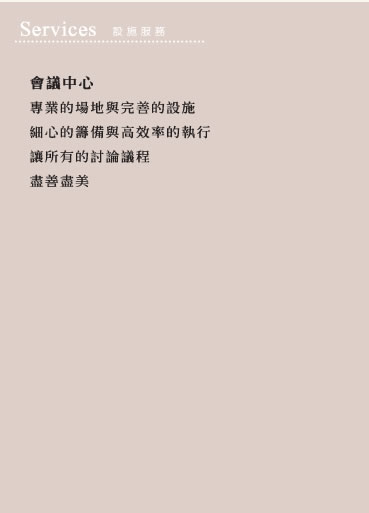 Services 設施服務
會議中心
專業的場地與完善的設施
細心的籌備與高效率的執行
讓所有的討論議程
盡善盡美